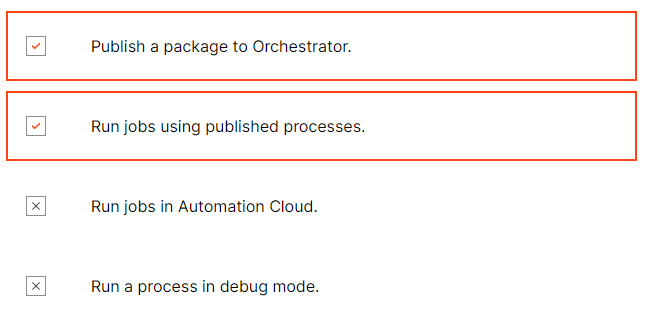 Publish a package to Orchestrator.
Run jobs using published processes.
Run jobs in Automation Cloud.
Run a process in debug mode.